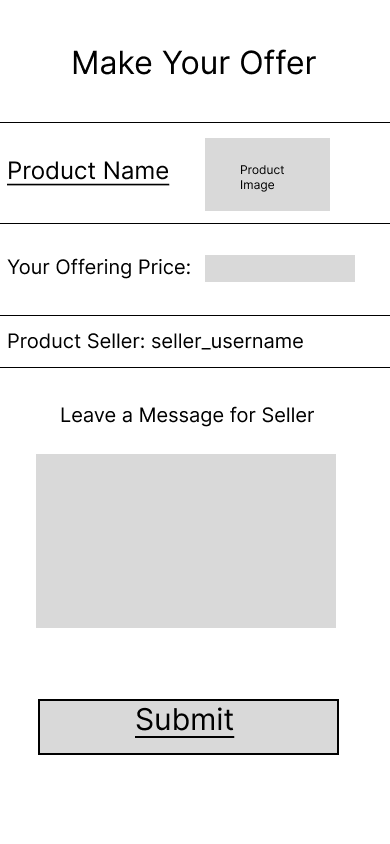 Make Your Offer
Product Name
Product
Image
Your Offering Price:
Product Seller: seller_username
Leave a Message for Seller
Submit